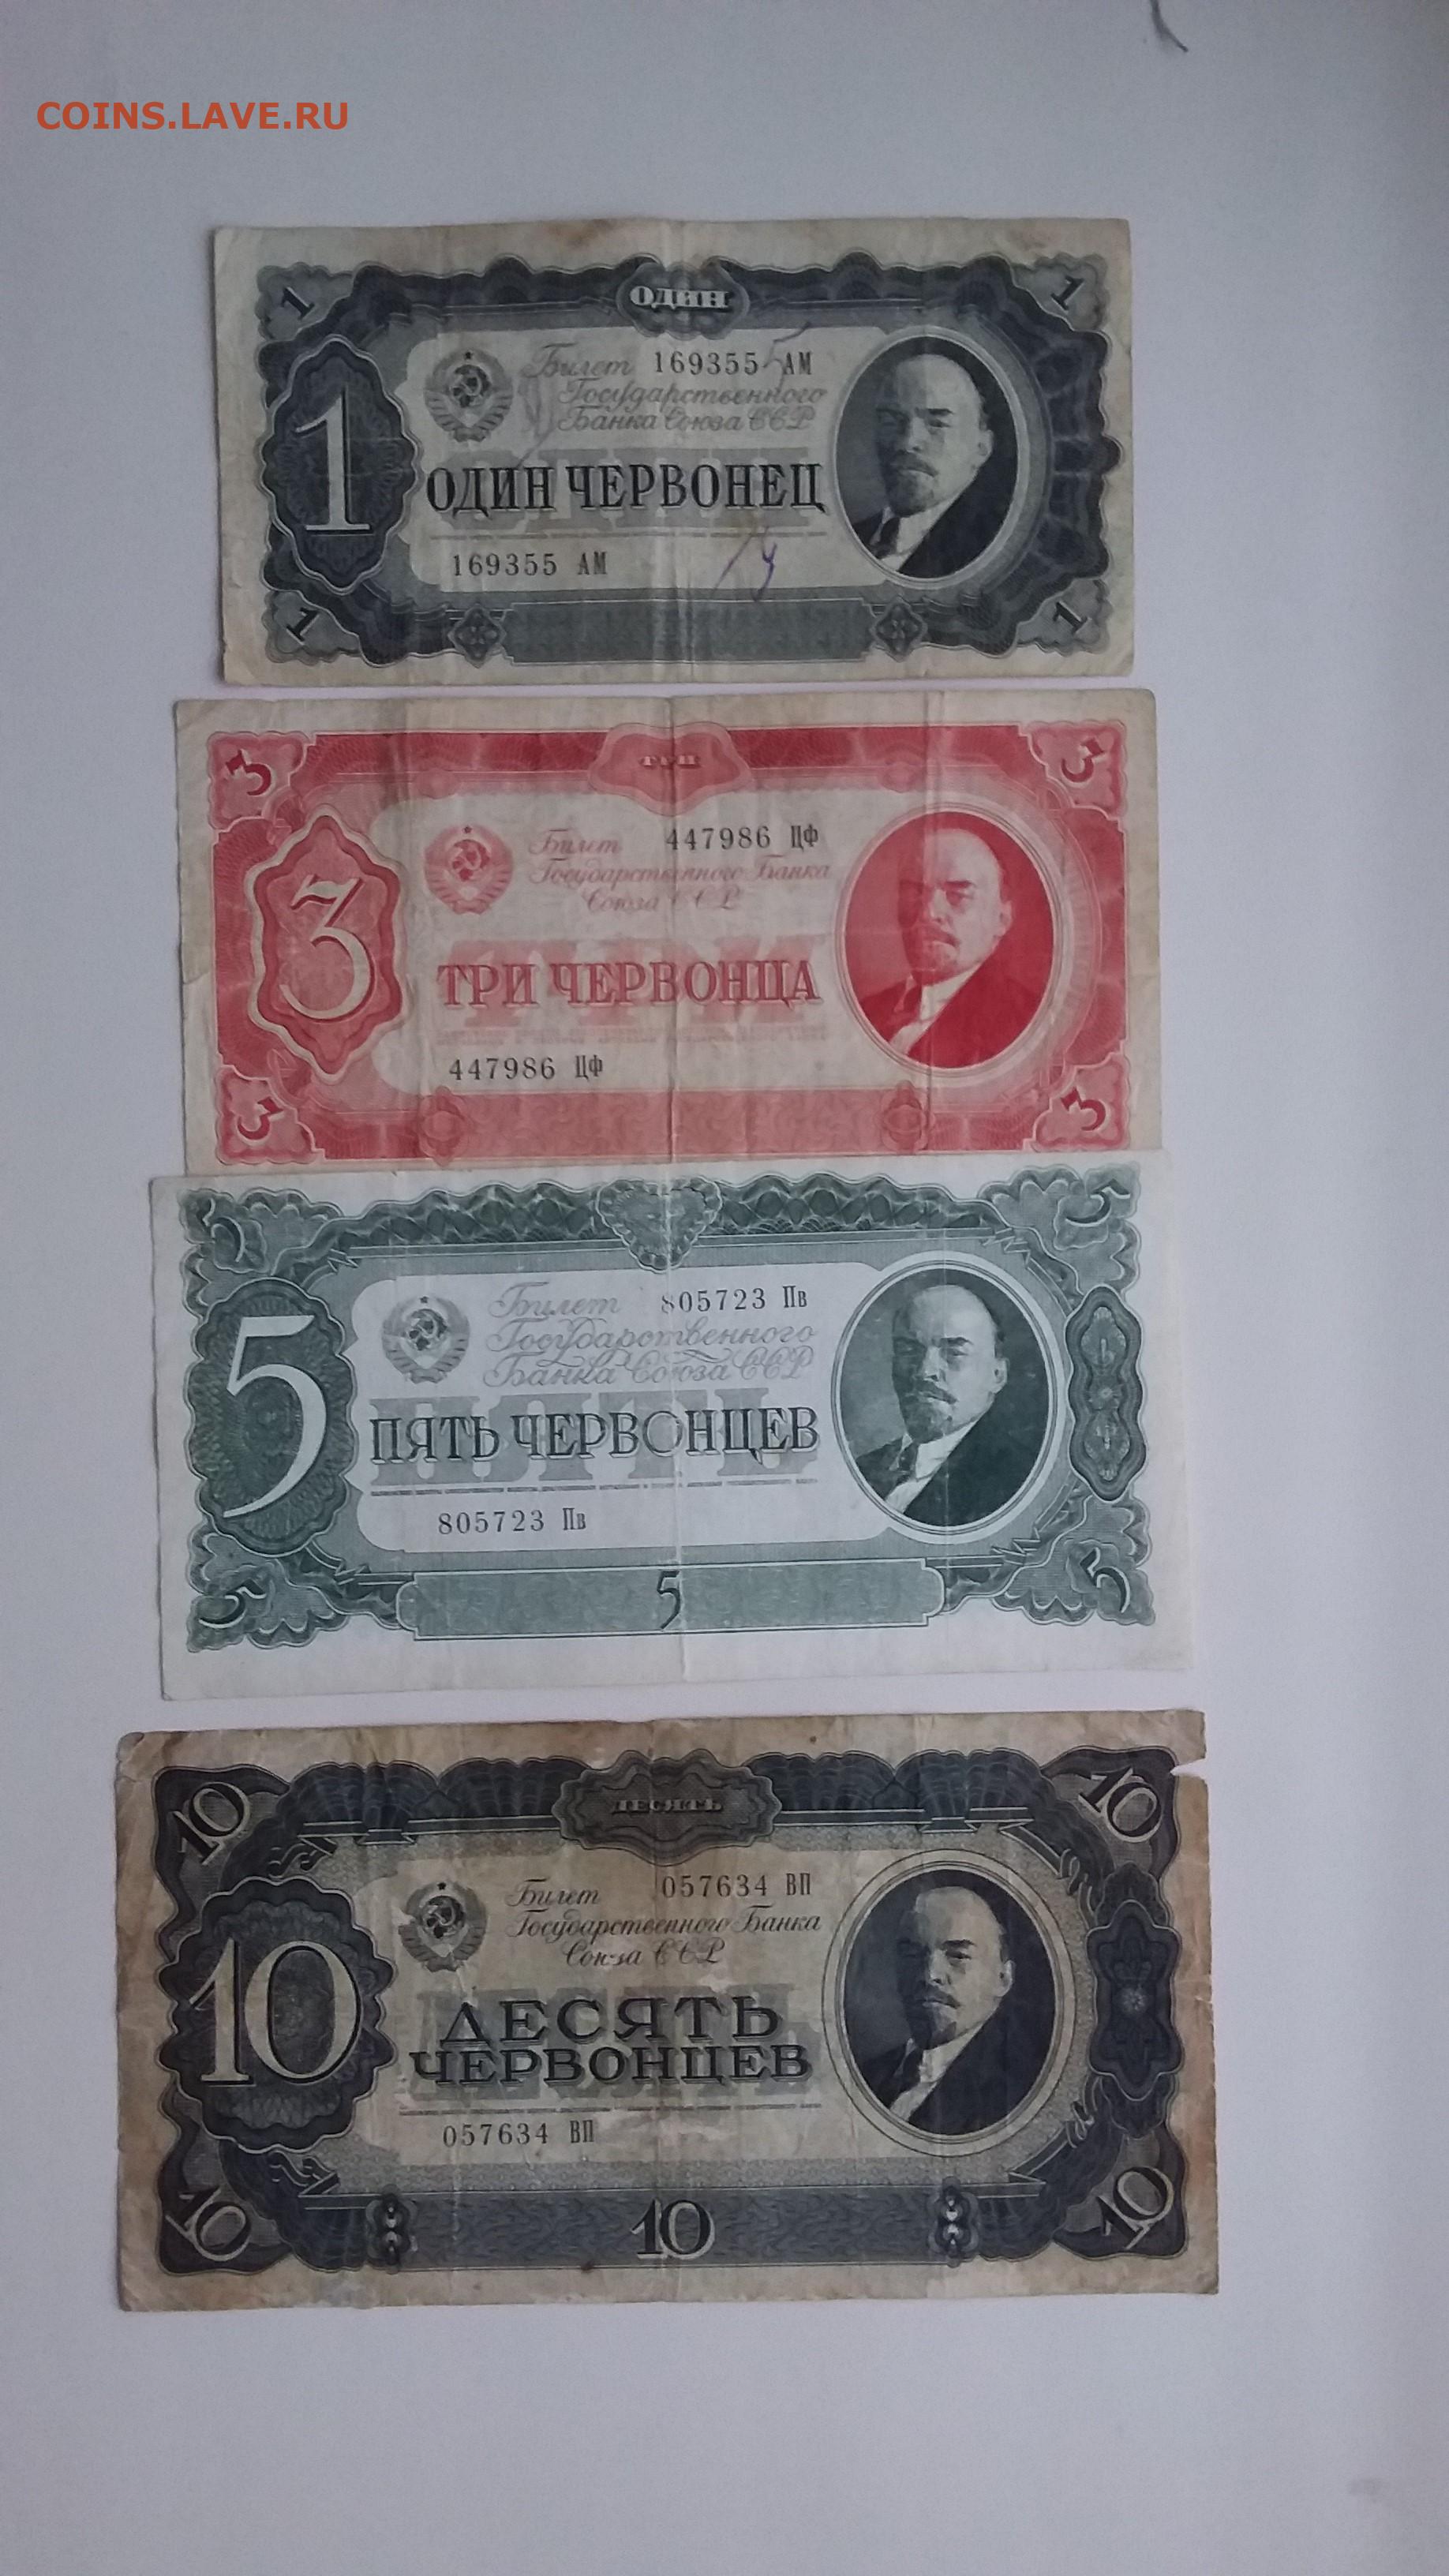 COINS.LAVE.RU
ОДИН
1 1
Билет 169355 АМ
Государственного
Банка Союза ССР
1
ОДИН ЧЕРВОНЕЦ
169355 АМ
1 1
ТРИ
3 3
Билет 447986 ЦФ
Государственного Банка
Союза ССР
3
ТРИ ЧЕРВОНЦА
447986 ЦФ
3 3
5 5
Билет 805723 Пв
Государственного
Банка Союза ССР
5
ПЯТЬ ЧЕРВОНЦЕВ
805723 Пв
5 5 5
ДЕСЯТЬ
10 10
Билет 057634 ВП
Государственного Банка
Союза ССР
10
ДЕСЯТЬ
ЧЕРВОНЦЕВ
057634 ВП
10 10 10